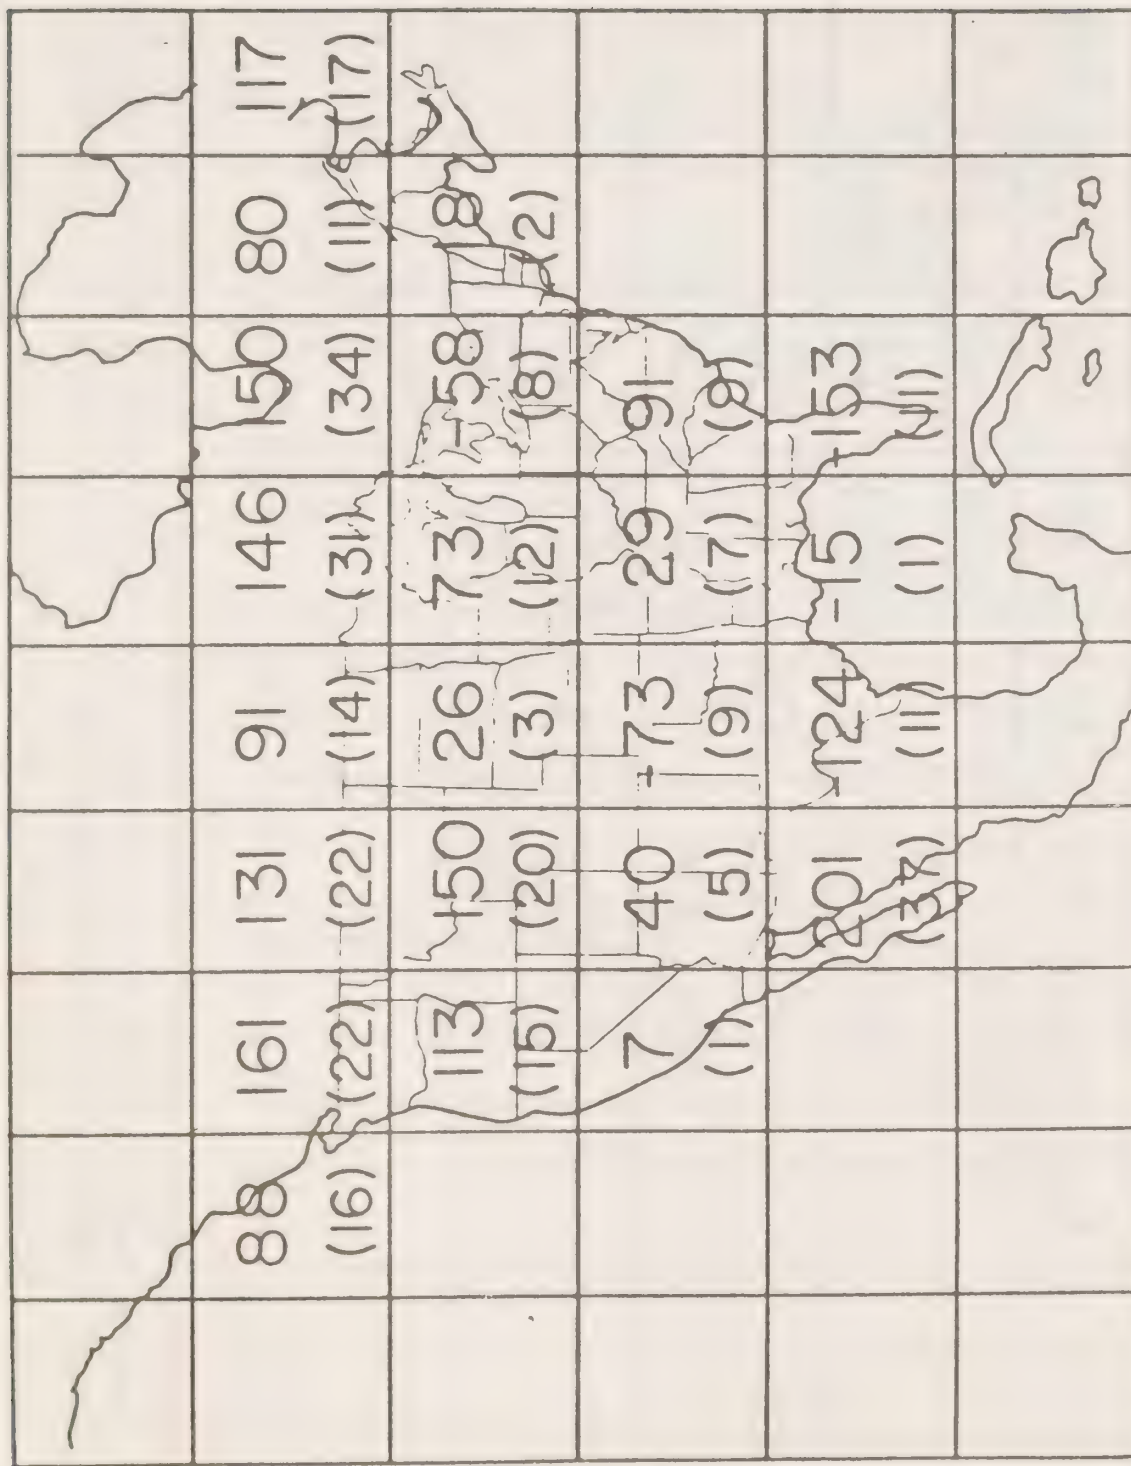 88 161 131 91 146 150 80 117
(16) (22) (22) (14) (31) (34) (11) (17)
113 150 26 73 -58 18
(15) (20) (3) (12) (8) (2)
7 40 -73 29 91
(1) (5) (9) (7) (9)
201 -124 -15 -153
(37) (11) (1) (11)